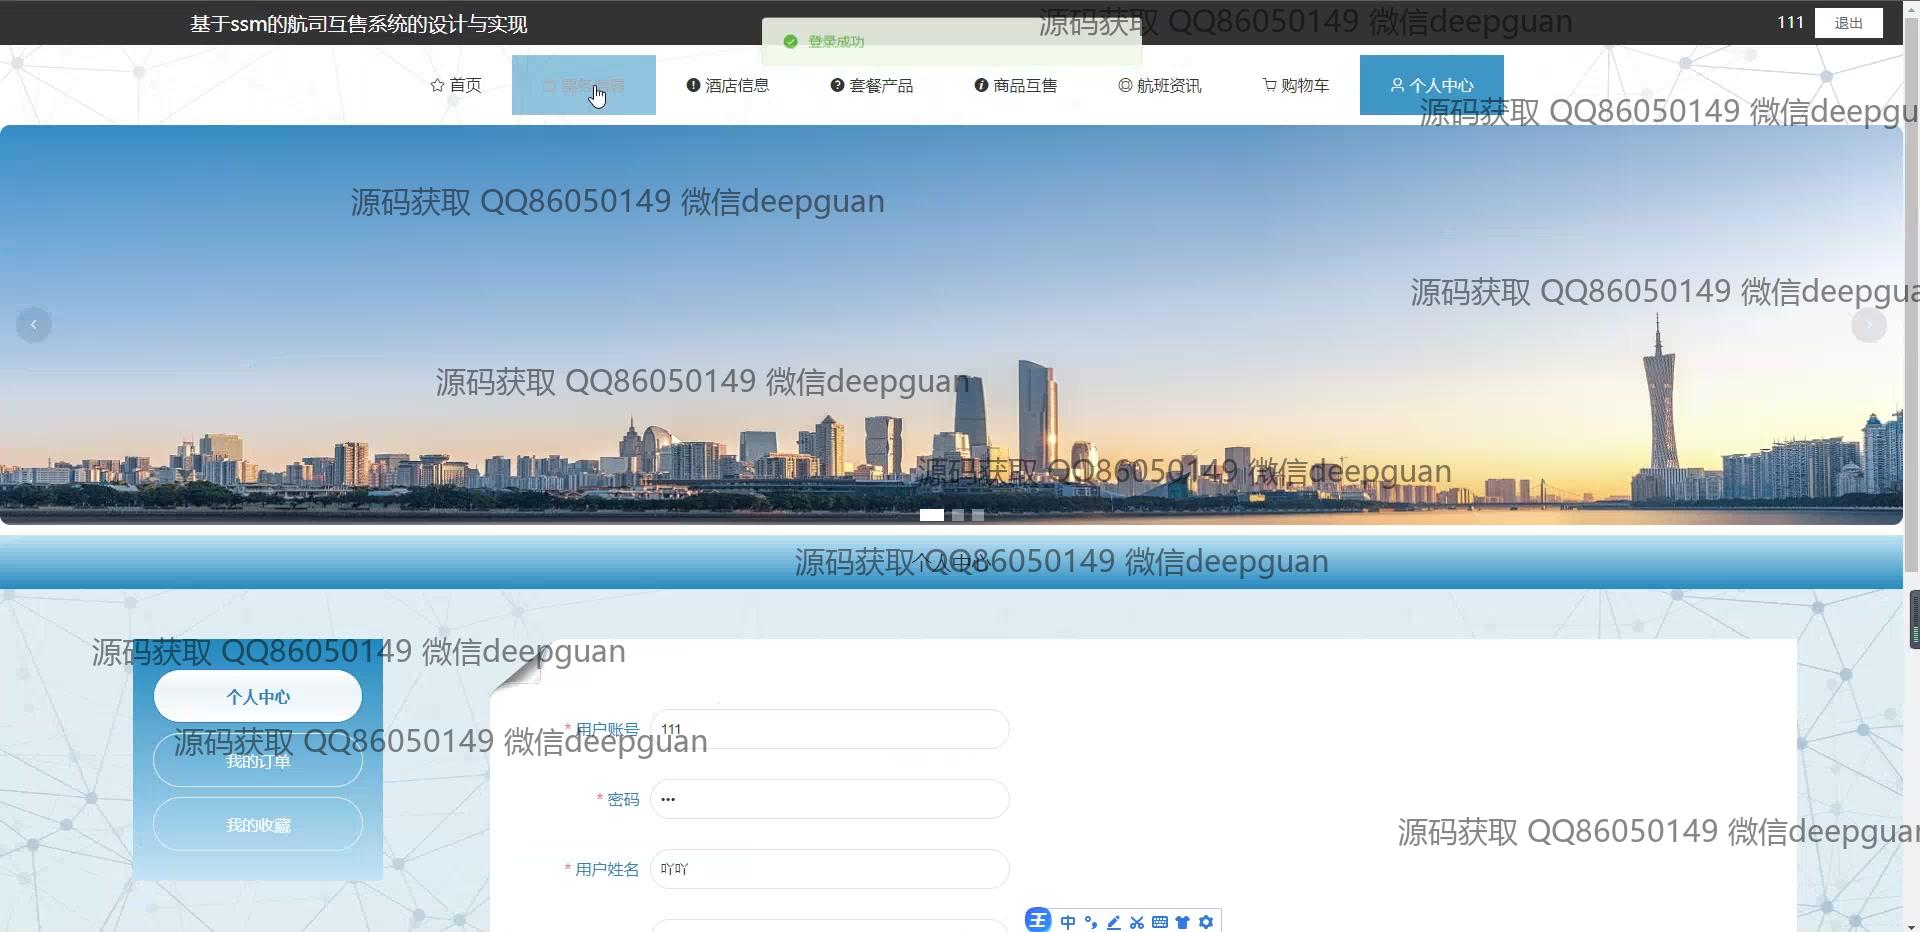 基于ssm的航司互售系统的设计与实现
登录成功
源码获取 QQ86050149 微信deepguan
111
退出
首页
酒店信息
套餐产品
商品互售
航班资讯
购物车
个人中心
源码获取 QQ86050149 微信deepgu
源码获取 QQ86050149 微信deepguan
源码获取 QQ86050149 微信deepgua
源码获取 QQ86050149 微信deepguan
源码获取 QQ86050149 微信deepguan
个人中心
源码获取 QQ86050149 微信deepguan
源码获取 QQ86050149 微信deepguan
个人中心
* 用户账号 111
源码获取 QQ86050149 微信deepguan
我的订单
* 密码 •••
我的收藏
源码获取 QQ86050149 微信deepguan
* 用户姓名 吖吖
王 中